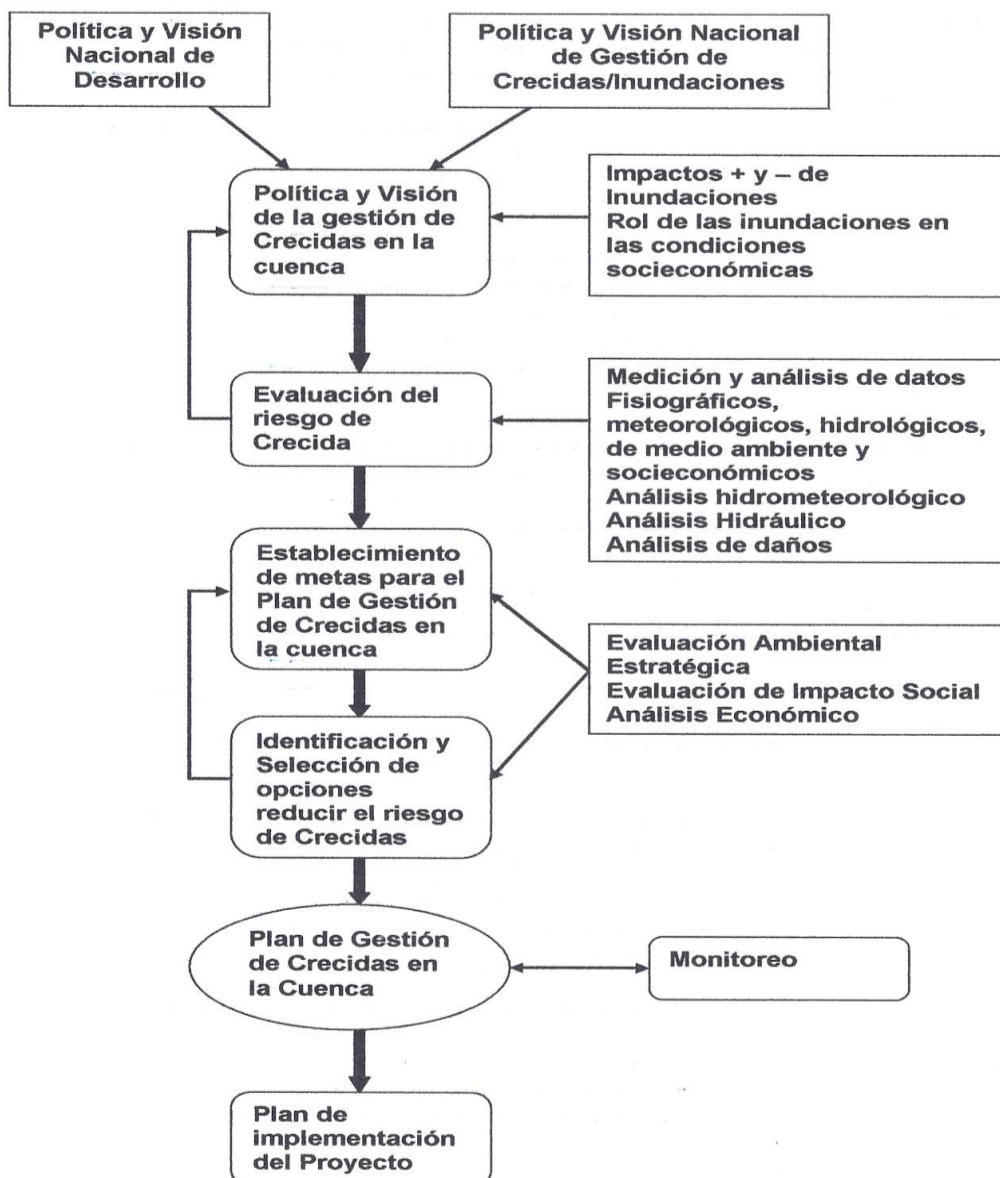 Política y Visión
Nacional de
Desarrollo
Política y Visión Nacional
de Gestión de
Crecidas/Inundaciones
Política y Visión
de la gestión de
Crecidas en la
cuenca
Impactos + y – de
Inundaciones
Rol de las inundaciones en
las condiciones
socieconómicas
Evaluación del
riesgo de
Crecida
Medición y análisis de datos
Fisiográficos,
meteorológicos, hidrológicos,
de medio ambiente y
socieconómicos
Análisis hidrometeorológico
Análisis Hidráulico
Análisis de daños
Establecimiento
de metas para el
Plan de Gestión
de Crecidas en
la cuenca
Evaluación Ambiental
Estratégica
Evaluación de Impacto Social
Análisis Económico
Identificación y
Selección de
opciones
reducir el riesgo
de Crecidas
Plan de Gestión
de Crecidas en
la Cuenca
Monitoreo
Plan de
implementación
del Proyecto